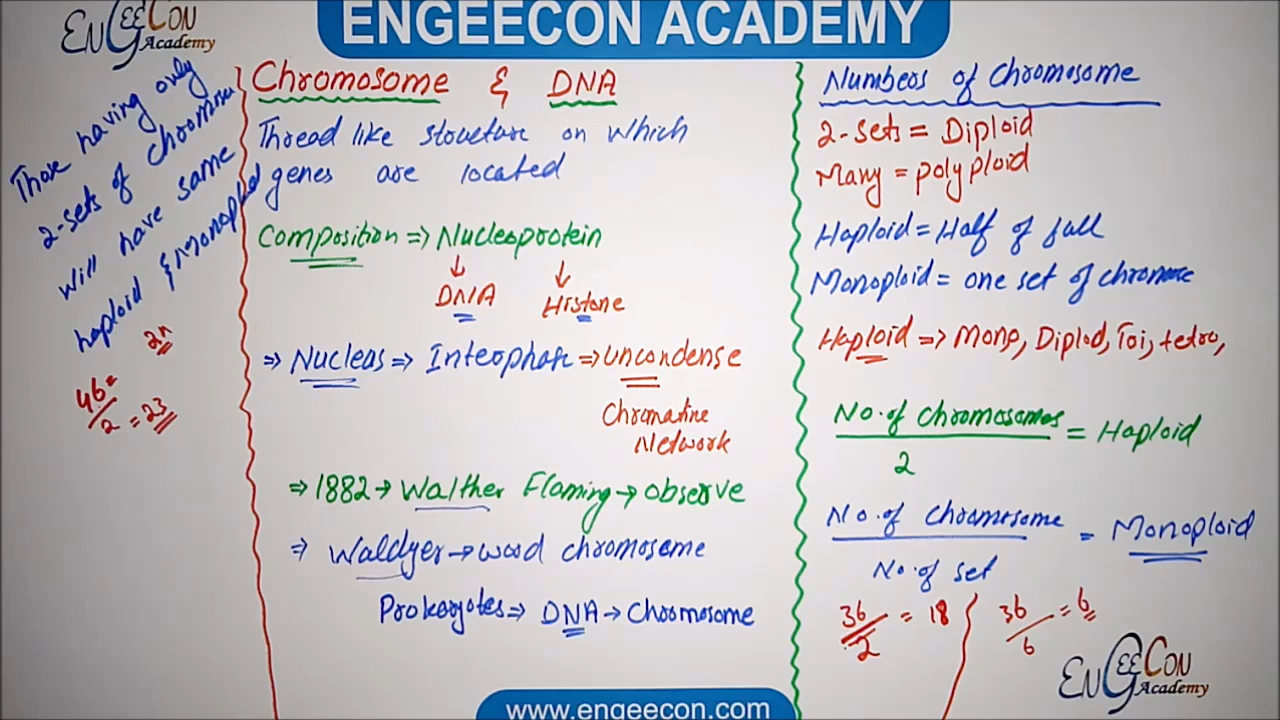 ENGEECON ACADEMY
ENGEECON
Academy
Those having only
2-sets of chromosome
will have same
haploid & monoploid
2n
46
2 = 23
Chromosome & DNA
Thread like structure on which
genes are located
Composition => Nucleoprotein
↓ ↓
DNA Histone
=> Nucleas => Interphase => Uncondense
Chromatine
Network
=> 1882 → Walther Flaming → observe
=> Waldyer → word chromosome
Prokaryotes => DNA → Chromosome
Numbers of Chromosome
2-sets = Diploid
Many = polyploid
Haploid = Half of full
Monoploid = one set of chromosome
Haploid => Mono, Diplod, Tri, tetra,
No. of chromosomes
2 = Haploid
No. of chromosome
No. of set = Monoploid
36
2 = 18
36
6 = 6
ENGEECON
Academy
www.engeecon.com